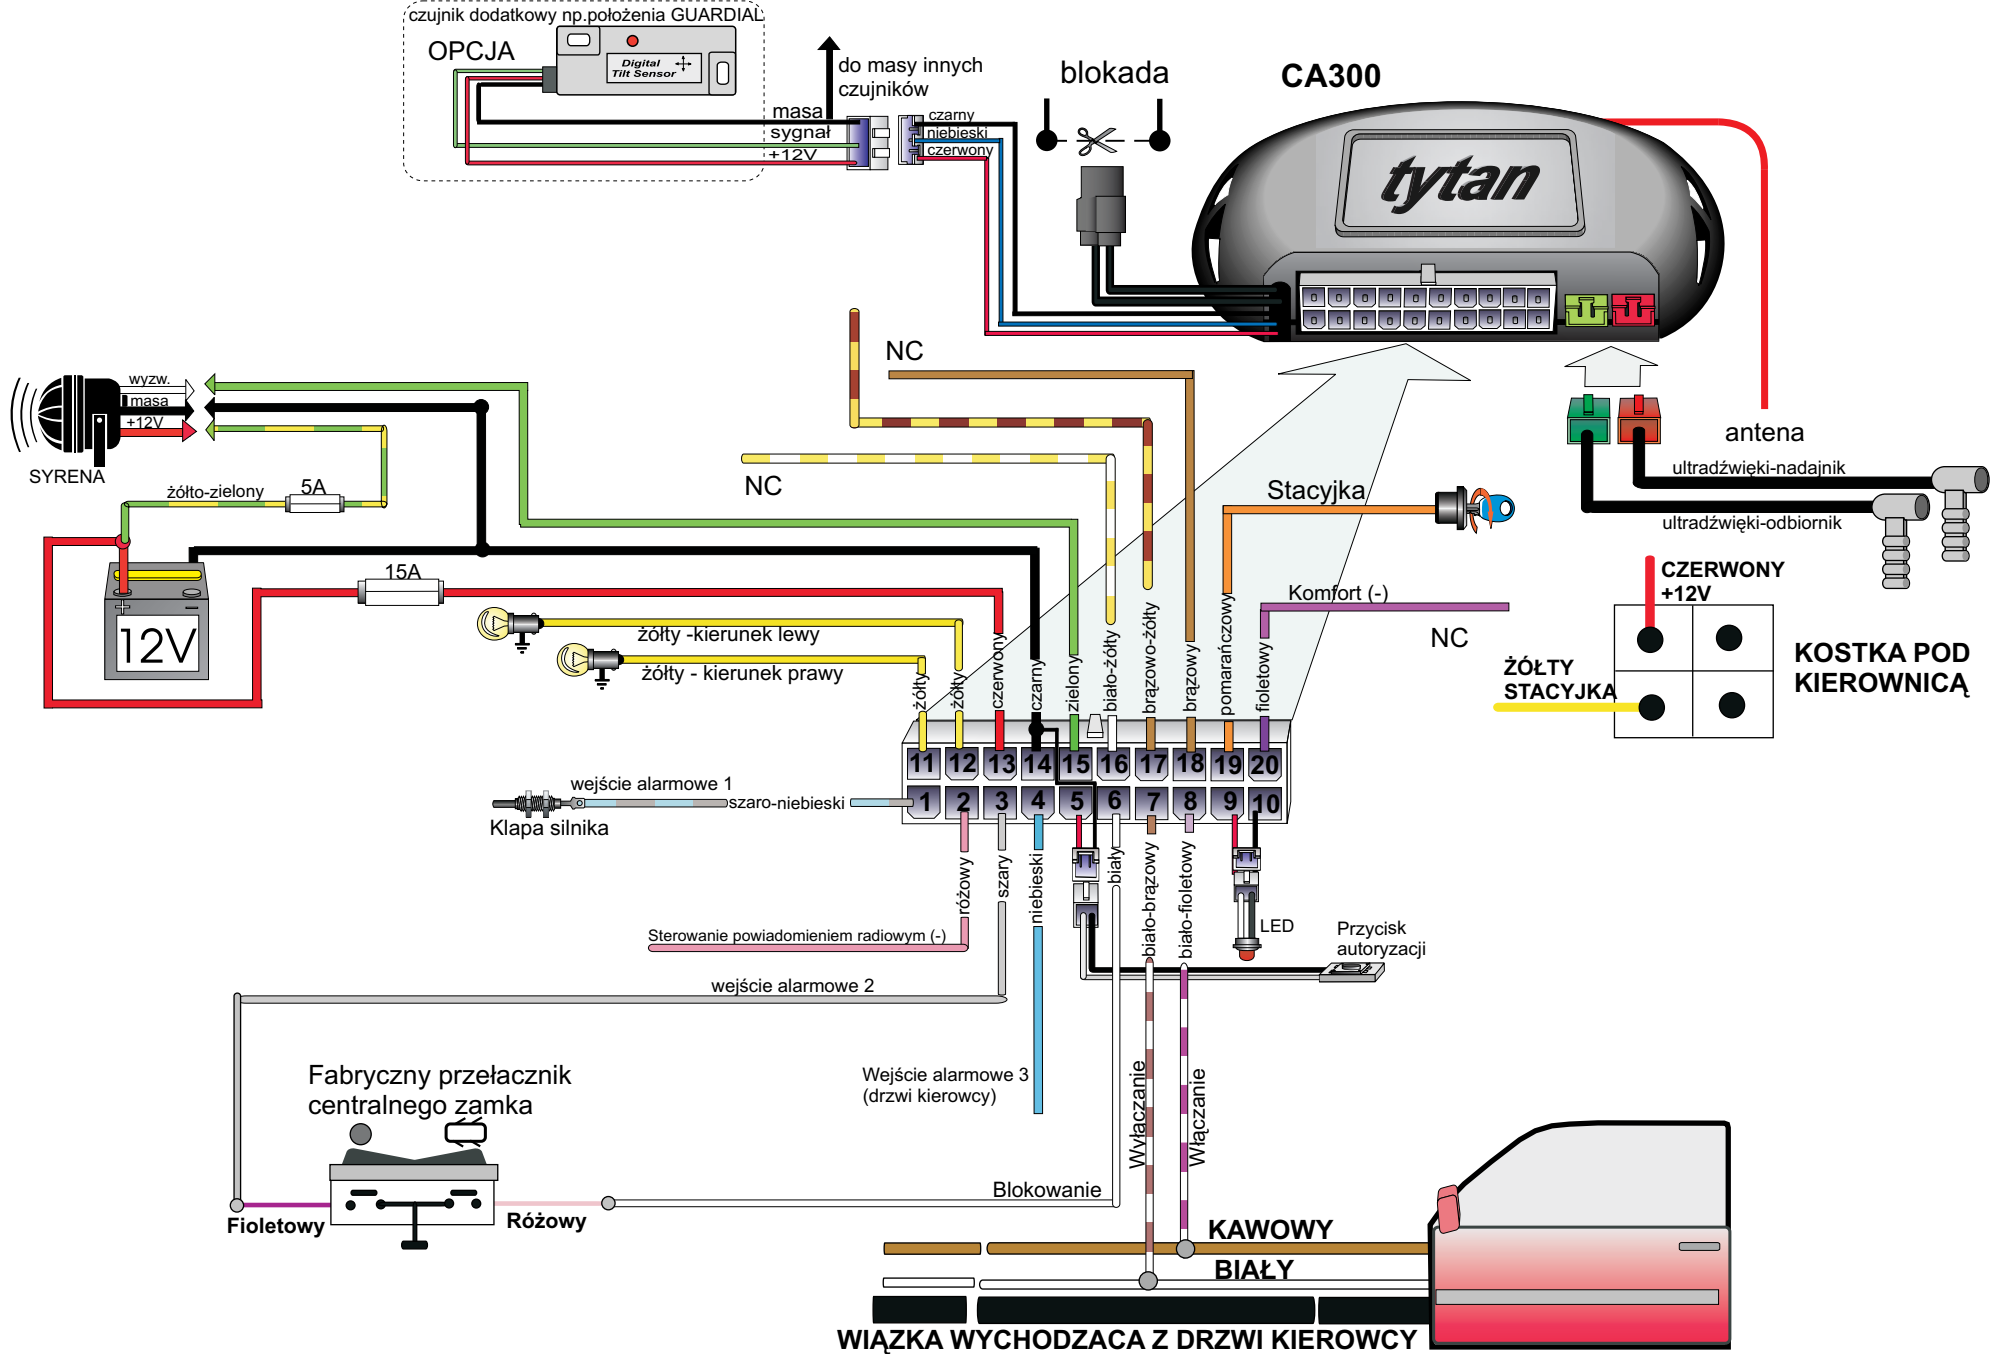 czujnik dodatkowy np.położenia GUARDIAL
OPCJA
Digital
Tilt Sensor
masa
sygnał
+12V
do masy innych
czujników
czarny
niebieski
czerwony
blokada
CA300
tytan
NC
NC
wyzw.
masa
+12V
SYRENA
żółto-zielony
5A
15A
12V
+
−
żółty -kierunek lewy
żółty - kierunek prawy
Stacyjka
Komfort (-)
NC
antena
ultradźwięki-nadajnik
ultradźwięki-odbiornik
CZERWONY
+12V
ŻÓŁTY
STACYJKA
KOSTKA POD
KIEROWNICĄ
żółty
żółty
czerwony
czarny
zielony
biało-żółty
brązowo-żółty
brązowy
pomarańczowy
fioletowy
11 12 13 14 15 16 17 18 19 20
1 2 3 4 5 6 7 8 9 10
wejście alarmowe 1
szaro-niebieski
Klapa silnika
różowy
szary
niebieski
biały
biało-brązowy
biało-fioletowy
LED
Przycisk
autoryzacji
Sterowanie powiadomieniem radiowym (-)
wejście alarmowe 2
Wejście alarmowe 3
(drzwi kierowcy)
Wyłączanie
Włączanie
Fabryczny przełacznik
centralnego zamka
Fioletowy
Różowy
Blokowanie
KAWOWY
BIAŁY
WIĄZKA WYCHODZACA Z DRZWI KIEROWCY